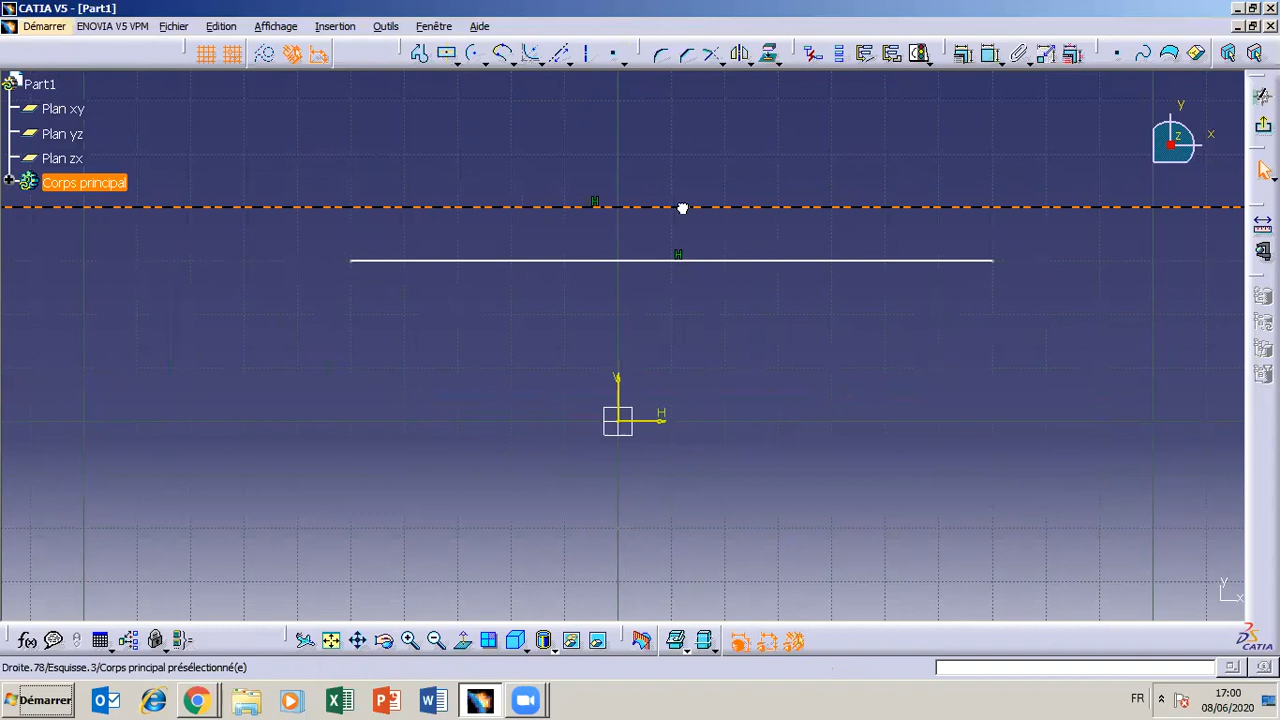 CATIA V5 - [Part1]
Démarrer ENOVIA V5 VPM Fichier Edition Affichage Insertion Outils Fenêtre Aide
Part1
Plan xy
Plan yz
Plan zx
Corps principal
y
x
z
H
H
V
H
y
x
f(x)
CATIA
Droite.78/Esquisse.3/Corps principal présélectionné(e)
Démarrer
FR
17:00
08/06/2020